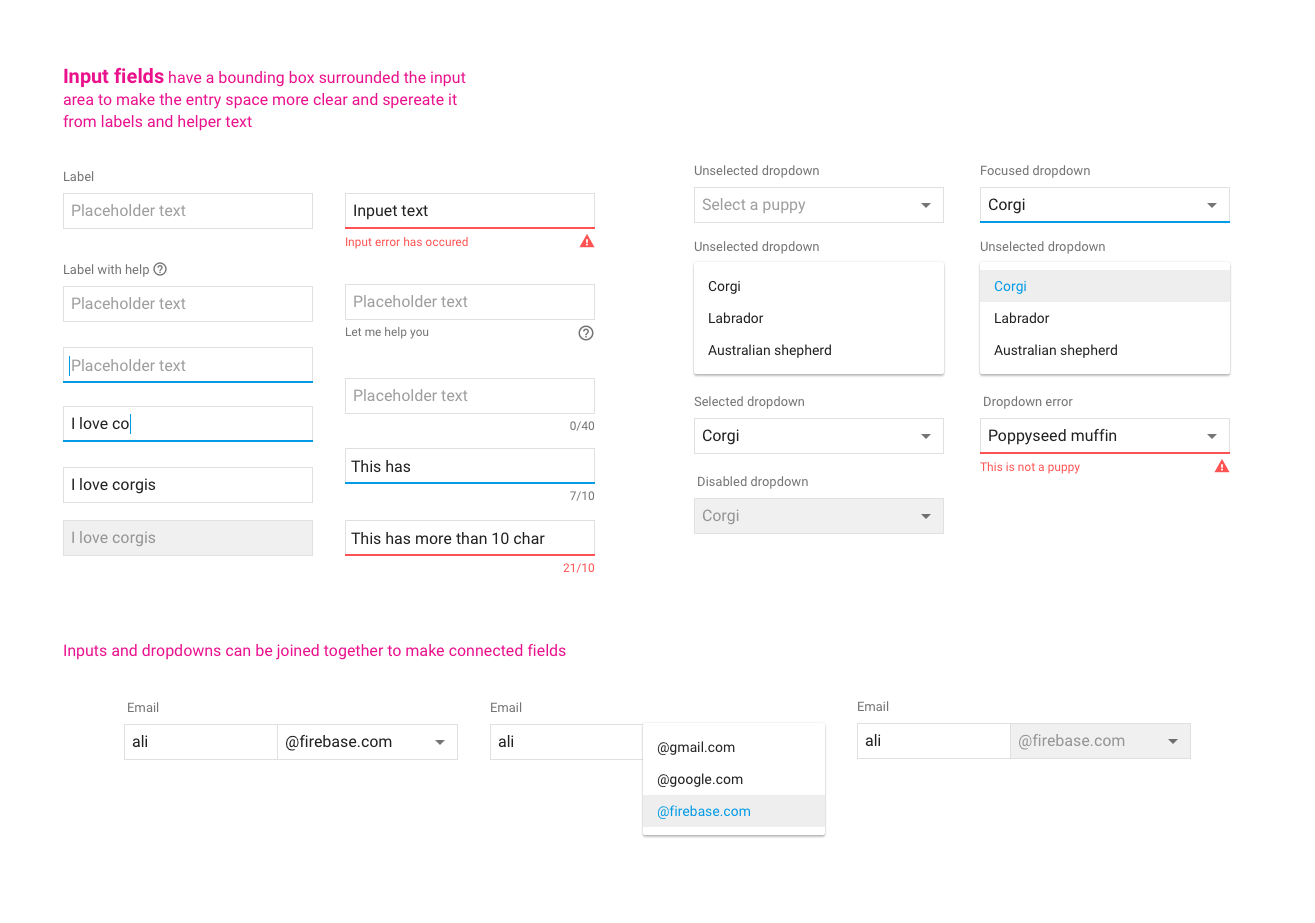 Input fields have a bounding box surrounded the input
area to make the entry space more clear and spereate it
from labels and helper text
Label
Placeholder text
Label with help
Placeholder text
Placeholder text
I love co
I love corgis
I love corgis
Inpuet text
Input error has occured
Placeholder text
Let me help you
Placeholder text
0/40
This has
7/10
This has more than 10 char
21/10
Unselected dropdown
Select a puppy
Unselected dropdown
Corgi
Labrador
Australian shepherd
Selected dropdown
Corgi
Disabled dropdown
Corgi
Focused dropdown
Corgi
Unselected dropdown
Corgi
Labrador
Australian shepherd
Dropdown error
Poppyseed muffin
This is not a puppy
Inputs and dropdowns can be joined together to make connected fields
Email
ali @firebase.com
Email
ali
@gmail.com
@google.com
@firebase.com
Email
ali @firebase.com